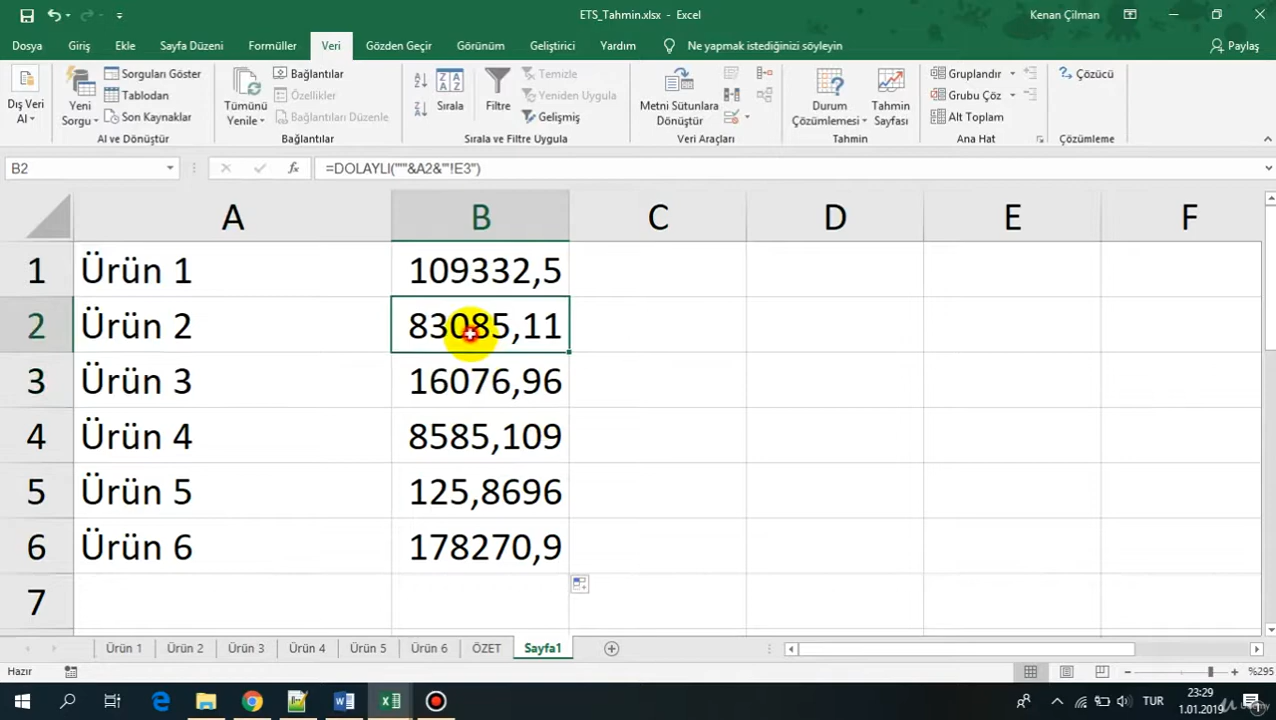 ETS_Tahmin.xlsx - Excel
Kenan Çilman
Dosya Giriş Ekle Sayfa Düzeni Formüller Veri Gözden Geçir Görünüm Geliştirici Yardım Ne yapmak istediğinizi söyleyin Paylaş
Dış Veri Al
Yeni Sorgu
Sorguları Göster
Tablodan
Son Kaynaklar
Al ve Dönüştür
Tümünü Yenile
Bağlantılar
Özellikler
Bağlantıları Düzenle
Bağlantılar
Sırala
Filtre
Temizle
Yeniden Uygula
Gelişmiş
Sırala ve Filtre Uygula
Metni Sütunlara Dönüştür
Veri Araçları
Durum Çözümlemesi
Tahmin Sayfası
Tahmin
Gruplandır
Grubu Çöz
Alt Toplam
Ana Hat
Çözücü
Çözümleme
B2 fx =DOLAYLI("'"&A2&"'!E3")
A B C D E F
1 Ürün 1 109332,5
2 Ürün 2 83085,11
3 Ürün 3 16076,96
4 Ürün 4 8585,109
5 Ürün 5 125,8696
6 Ürün 6 178270,9
7
Ürün 1 Ürün 2 Ürün 3 Ürün 4 Ürün 5 Ürün 6 ÖZET Sayfa1
Hazır %295
TUR 23:29
1.01.2019